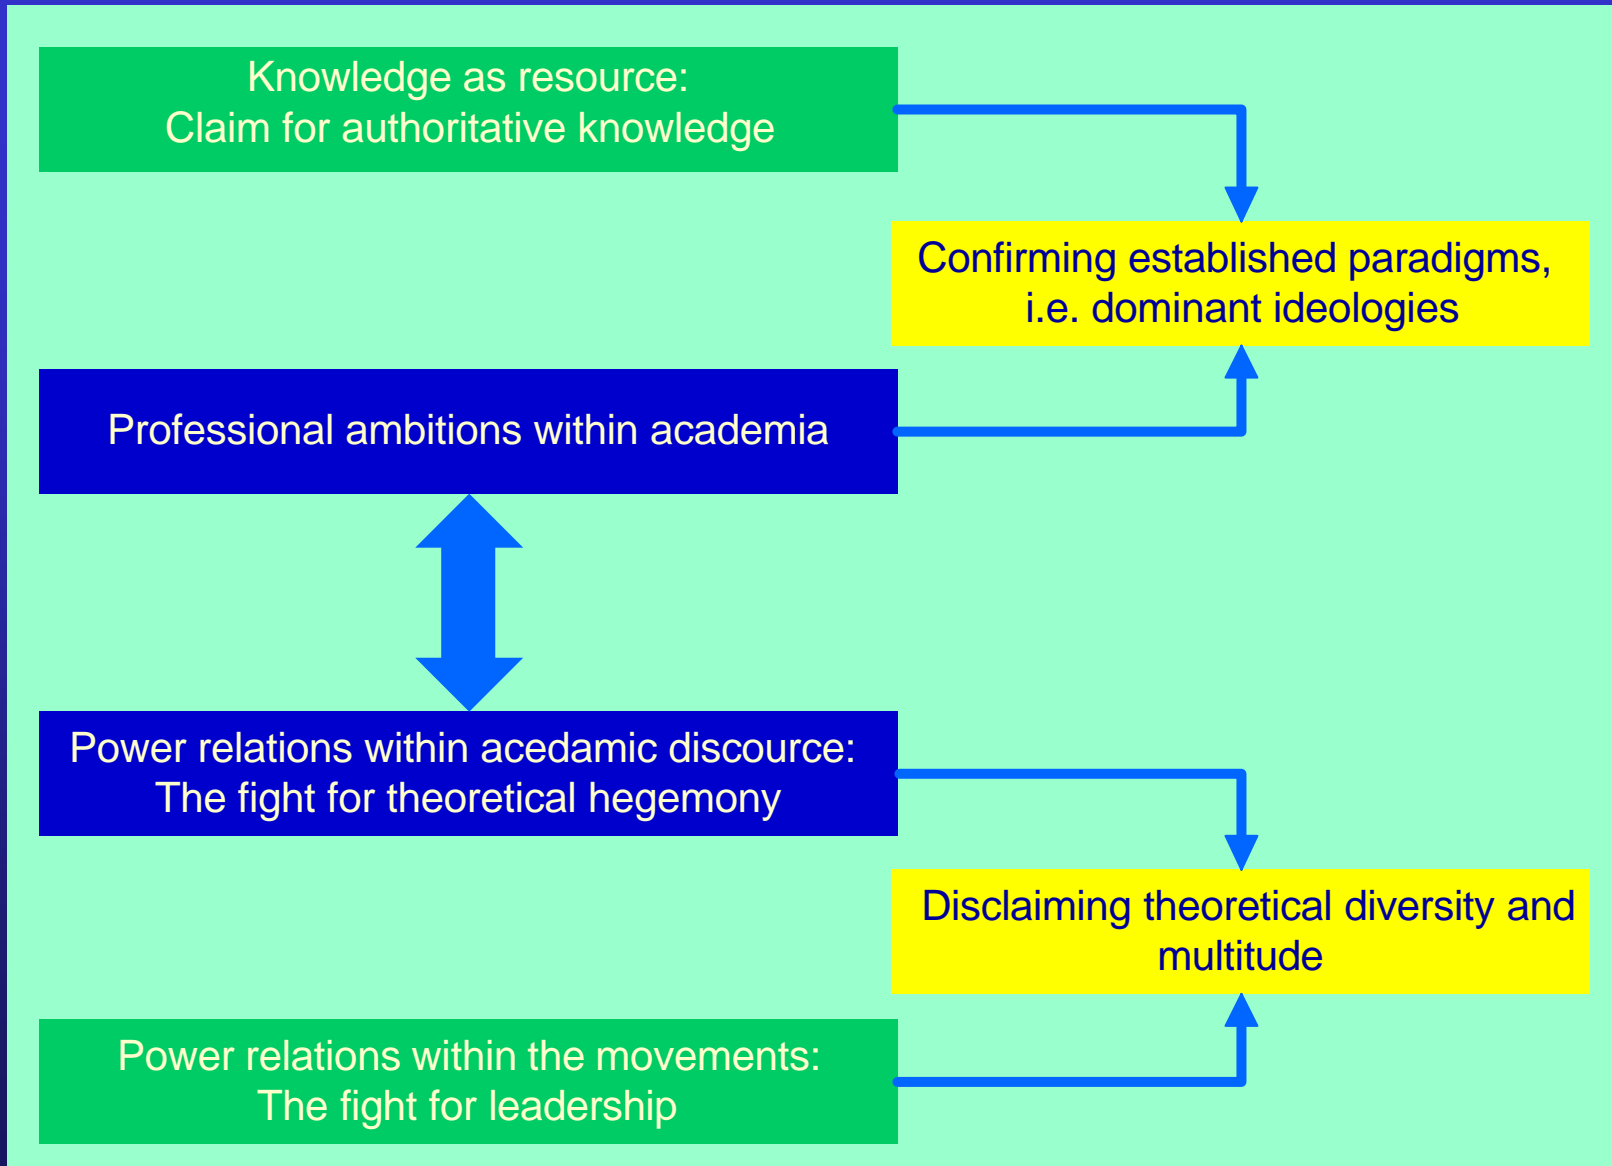 Knowledge as resource:
Claim for authoritative knowledge
Confirming established paradigms,
i.e. dominant ideologies
Professional ambitions within academia
Power relations within acedamic discource:
The fight for theoretical hegemony
Disclaiming theoretical diversity and
multitude
Power relations within the movements:
The fight for leadership